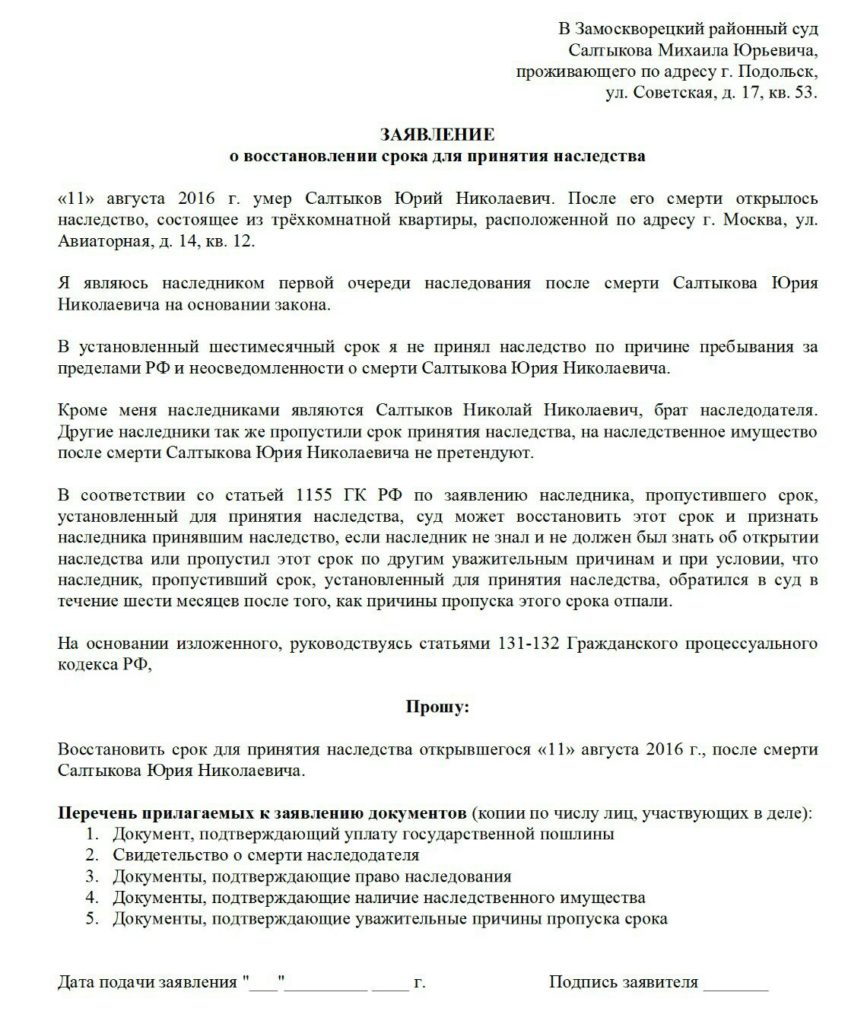 В Замоскворецкий районный суд
Салтыкова Михаила Юрьевича,
проживающего по адресу г. Подольск,
ул. Советская, д. 17, кв. 53.
ЗАЯВЛЕНИЕ
о восстановлении срока для принятия наследства
«11» августа 2016 г. умер Салтыков Юрий Николаевич. После его смерти открылось
наследство, состоящее из трёхкомнатной квартиры, расположенной по адресу г. Москва, ул.
Авиаторная, д. 14, кв. 12.
Я являюсь наследником первой очереди наследования после смерти Салтыкова Юрия
Николаевича на основании закона.
В установленный шестимесячный срок я не принял наследство по причине пребывания за
пределами РФ и неосведомленности о смерти Салтыкова Юрия Николаевича.
Кроме меня наследниками являются Салтыков Николай Николаевич, брат наследодателя.
Другие наследники так же пропустили срок принятия наследства, на наследственное имущество
после смерти Салтыкова Юрия Николаевича не претендуют.
В соответствии со статьей 1155 ГК РФ по заявлению наследника, пропустившего срок,
установленный для принятия наследства, суд может восстановить этот срок и признать
наследника принявшим наследство, если наследник не знал и не должен был знать об открытии
наследства или пропустил этот срок по другим уважительным причинам и при условии, что
наследник, пропустивший срок, установленный для принятия наследства, обратился в суд в
течение шести месяцев после того, как причины пропуска этого срока отпали.
На основании изложенного, руководствуясь статьями 131-132 Гражданского процессуального
кодекса РФ,
Прошу:
Восстановить срок для принятия наследства открывшегося «11» августа 2016 г., после смерти
Салтыкова Юрия Николаевича.
Перечень прилагаемых к заявлению документов (копии по числу лиц, участвующих в деле):
1. Документ, подтверждающий уплату государственной пошлины
2. Свидетельство о смерти наследодателя
3. Документы, подтверждающие право наследования
4. Документы, подтверждающие наличие наследственного имущества
5. Документы, подтверждающие уважительные причины пропуска срока
Дата подачи заявления "___"_________ ____ г. Подпись заявителя _______